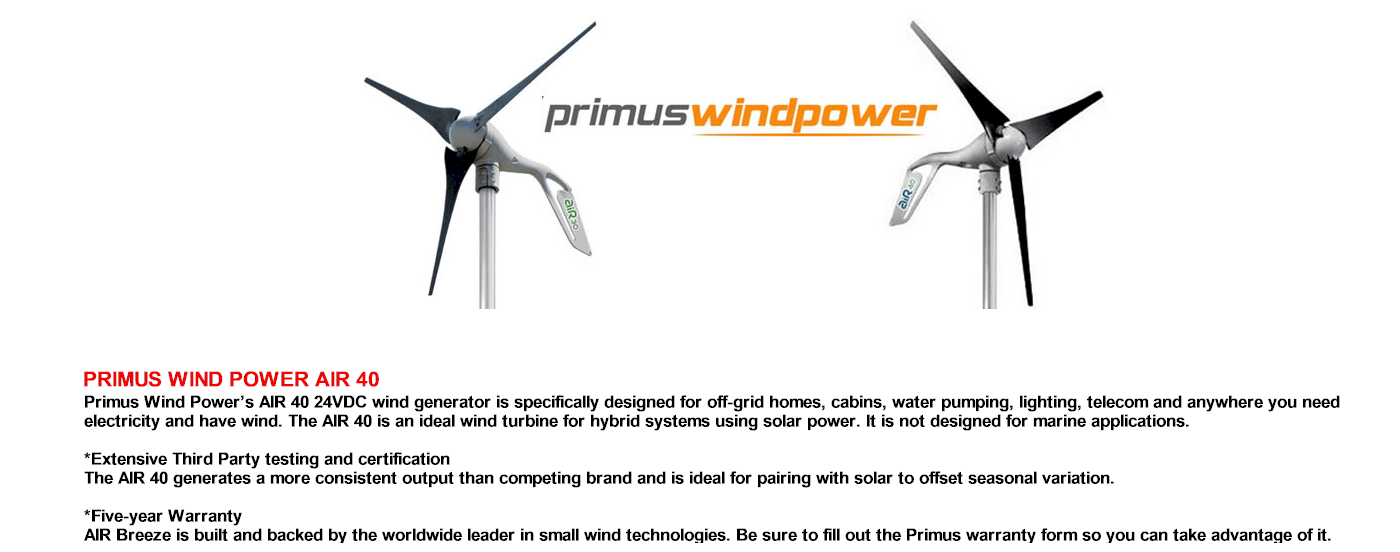 primuswindpower
AIR30
AIR40
PRIMUS WIND POWER AIR 40
Primus Wind Power’s AIR 40 24VDC wind generator is specifically designed for off-grid homes, cabins, water pumping, lighting, telecom and anywhere you need
electricity and have wind. The AIR 40 is an ideal wind turbine for hybrid systems using solar power. It is not designed for marine applications.
*Extensive Third Party testing and certification
The AIR 40 generates a more consistent output than competing brand and is ideal for pairing with solar to offset seasonal variation.
*Five-year Warranty
AIR Breeze is built and backed by the worldwide leader in small wind technologies. Be sure to fill out the Primus warranty form so you can take advantage of it.